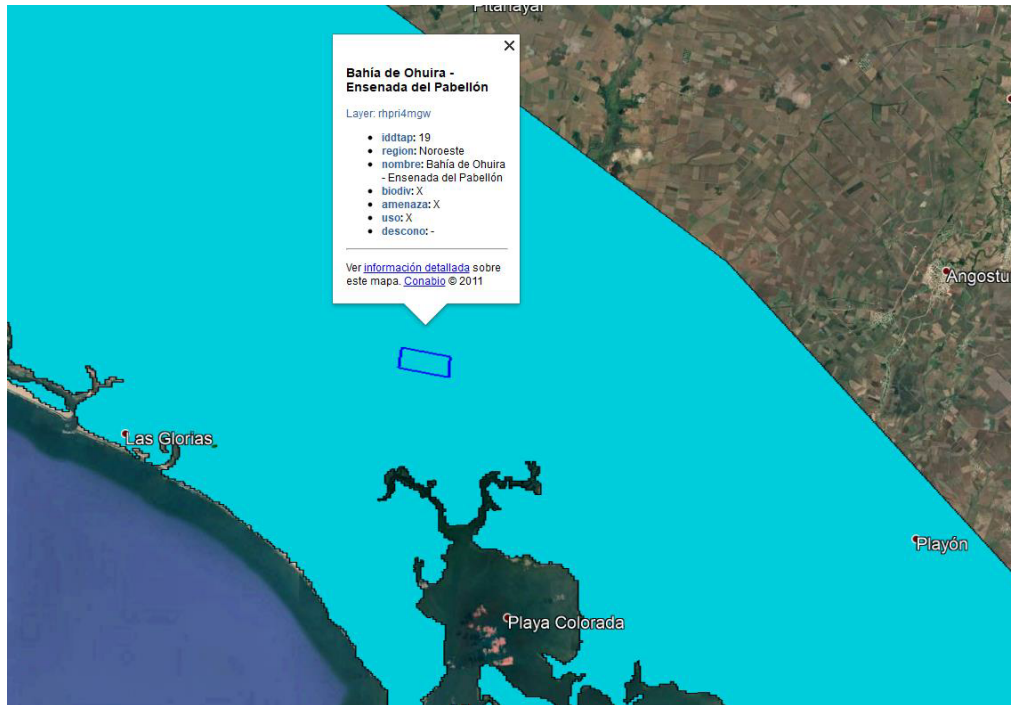 Pitahayal
Bahía de Ohuira -
Ensenada del Pabellón
Layer: rhpri4mgw
iddtap: 19
region: Noroeste
nombre: Bahía de Ohuira
- Ensenada del Pabellón
biodiv: X
amenaza: X
uso: X
descono: -
Ver información detallada sobre
este mapa. Conabio © 2011
Angostu
Las Glorias
Playón
Playa Colorada